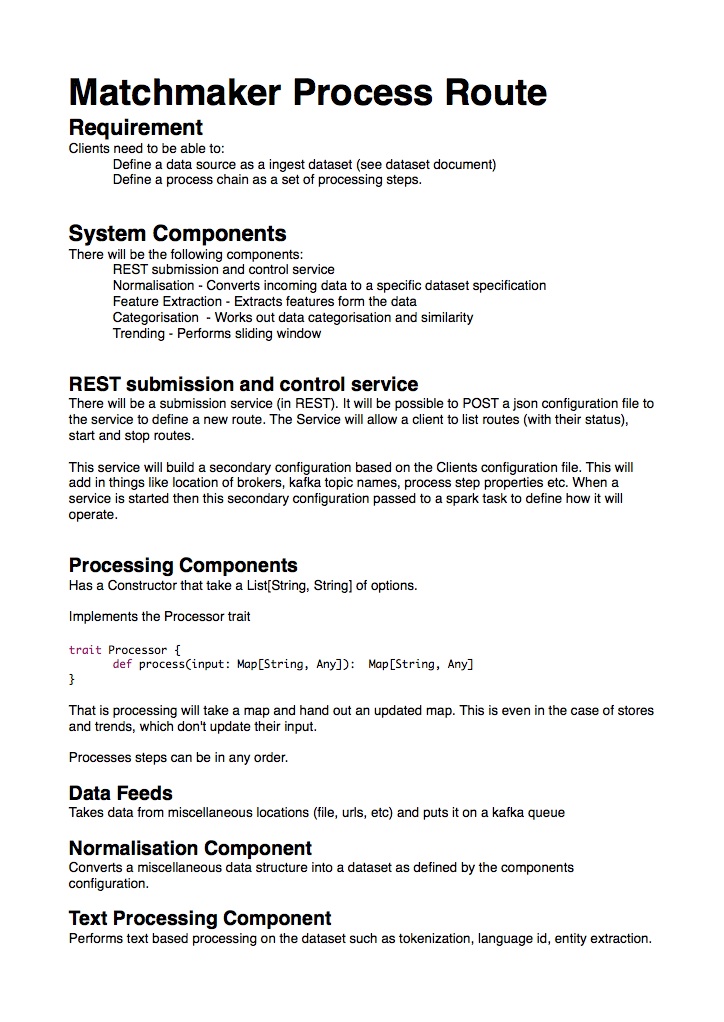 Matchmaker Process Route
Requirement
Clients need to be able to:
Define a data source as a ingest dataset (see dataset document)
Define a process chain as a set of processing steps.
System Components
There will be the following components:
REST submission and control service
Normalisation - Converts incoming data to a specific dataset specification
Feature Extraction - Extracts features form the data
Categorisation  - Works out data categorisation and similarity
Trending - Performs sliding window
REST submission and control service
There will be a submission service (in REST). It will be possible to POST a json configuration file to
the service to define a new route. The Service will allow a client to list routes (with their status),
start and stop routes.
This service will build a secondary configuration based on the Clients configuration file. This will
add in things like location of brokers, kafka topic names, process step properties etc. When a
service is started then this secondary configuration passed to a spark task to define how it will
operate.
Processing Components
Has a Constructor that take a List[String, String] of options.
Implements the Processor trait
trait Processor {
def process(input: Map[String, Any]):  Map[String, Any]
}
That is processing will take a map and hand out an updated map. This is even in the case of stores
and trends, which don't update their input.
Processes steps can be in any order.
Data Feeds
Takes data from miscellaneous locations (file, urls, etc) and puts it on a kafka queue
Normalisation Component
Converts a miscellaneous data structure into a dataset as defined by the components
configuration.
Text Processing Component
Performs text based processing on the dataset such as tokenization, language id, entity extraction.